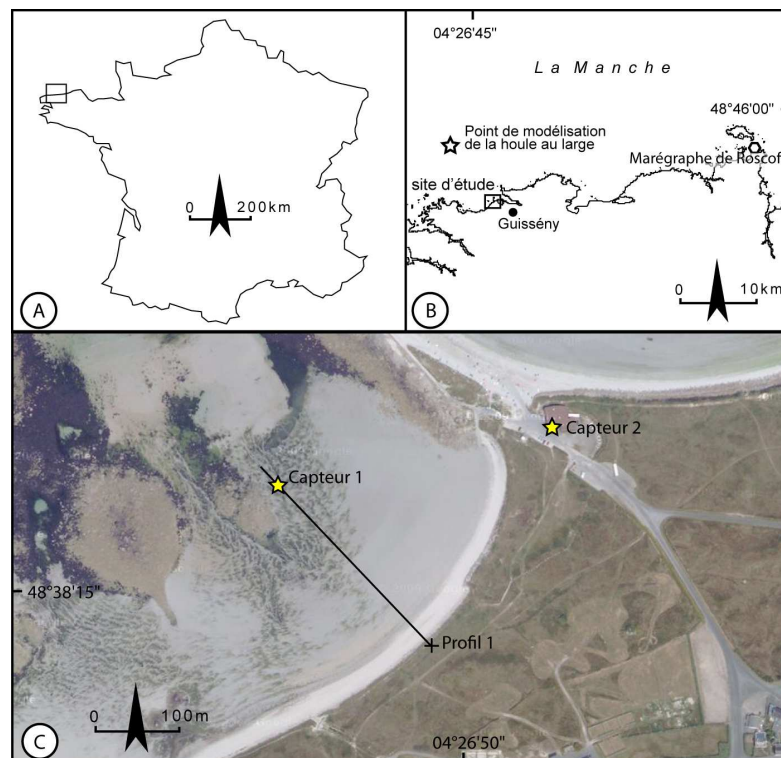 0 200km
A
04°26'45"
La Manche
48°46'00"
Point de modélisation
de la houle au large
Marégraphe de Roscoff
site d'étude
Guissény
0 10km
B
Capteur 2
Capteur 1
48°38'15"
Profil 1
0 100m
04°26'50"
C